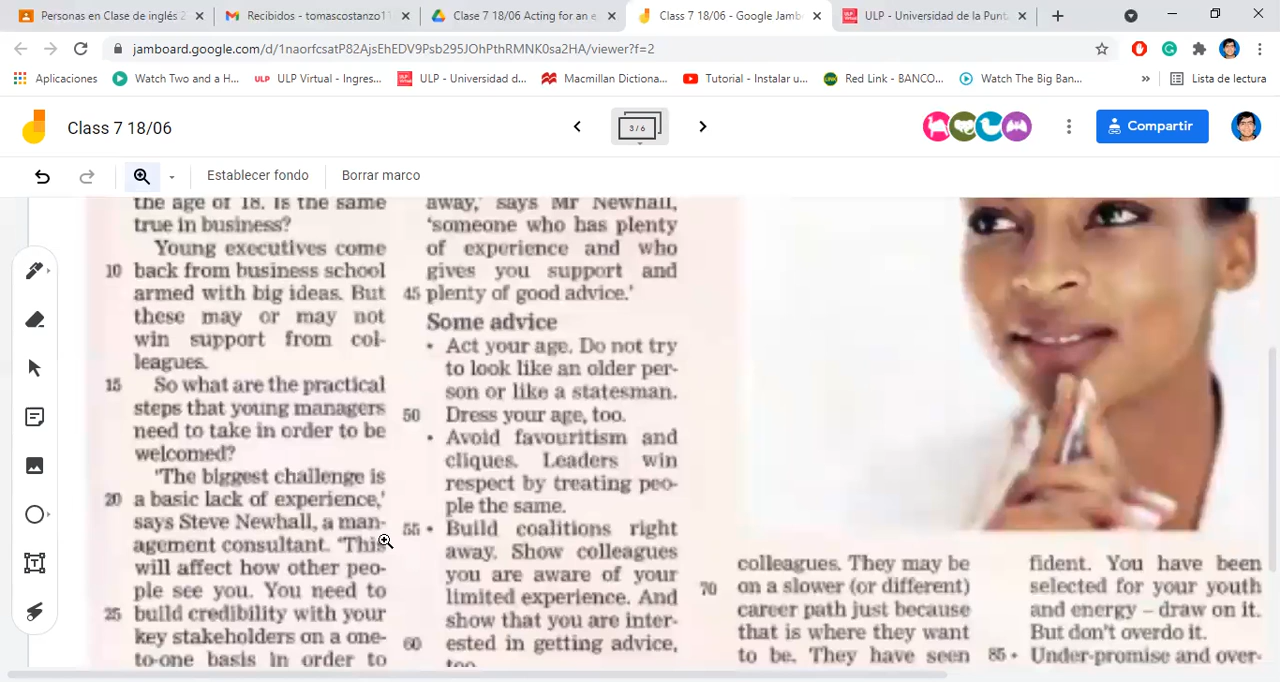 Personas en Clase de inglés 2
Recibidos - tomascostanzo11
Clase 7 18/06 Acting for an e
Class 7 18/06 - Google Jamb
ULP - Universidad de la Punt
jamboard.google.com/d/1naorfcsatP82AjsEhEDV9Psb295JOhPthRMNK0sa2HA/viewer?f=2
Aplicaciones
Watch Two and a H...
ULP ULP Virtual - Ingres...
ULP - Universidad d...
Macmillan Dictiona...
Tutorial - Instalar u...
Red Link - BANCO...
Watch The Big Ban...
»
Lista de lectura
Class 7 18/06
3/6
Compartir
Establecer fondo
Borrar marco
the age of 18. Is the same
true in business?
Young executives come
10 back from business school
armed with big ideas. But
these may or may not
win support from col-
leagues.
15 So what are the practical
steps that young managers
need to take in order to be
welcomed?
'The biggest challenge is
20 a basic lack of experience,'
says Steve Newhall, a man-
agement consultant. 'This
will affect how other peo-
ple see you. You need to
25 build credibility with your
key stakeholders on a one-
to-one basis in order to
away,' says Mr Newhall,
'someone who has plenty
of experience and who
gives you support and
45 plenty of good advice.'
Some advice
• Act your age. Do not try
to look like an older per-
son or like a statesman.
50 Dress your age, too.
• Avoid favouritism and
cliques. Leaders win
respect by treating peo-
ple the same.
55 • Build coalitions right
away. Show colleagues
you are aware of your
limited experience. And
show that you are inter-
60 ested in getting advice,
too.
colleagues. They may be
70 on a slower (or different)
career path just because
that is where they want
to be. They have seen
fident. You have been
selected for your youth
and energy – draw on it.
But don't overdo it.
85 • Under-promise and over-